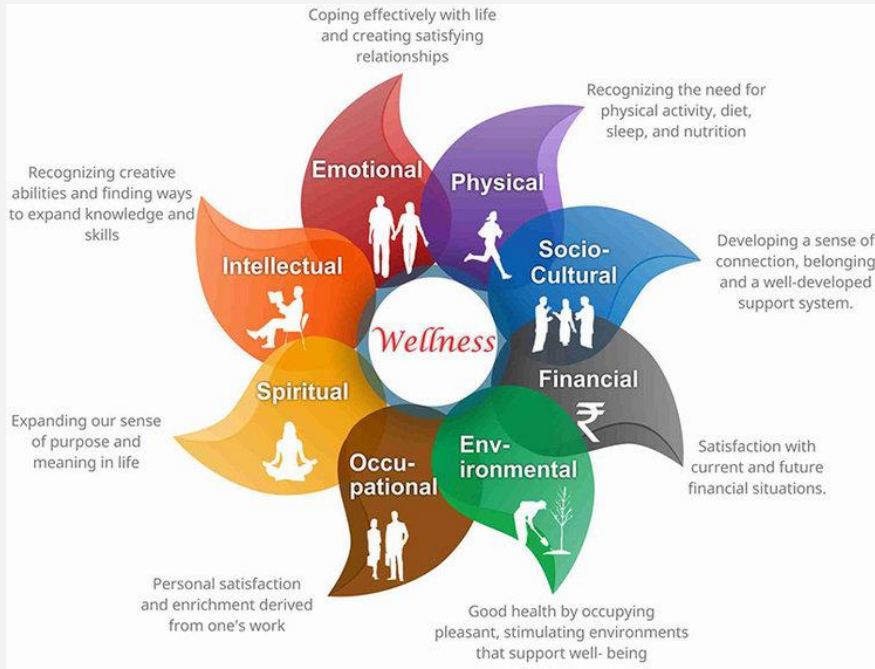 Coping effectively with life
and creating satisfying
relationships
Emotional
Recognizing the need for
physical activity, diet,
sleep, and nutrition
Physical
Developing a sense of
connection, belonging
and a well-developed
support system.
Socio-
Cultural
Satisfaction with
current and future
financial situations.
Financial
₹
Good health by occupying
pleasant, stimulating environments
that support well- being
Env-
ironmental
Personal satisfaction
and enrichment derived
from one's work
Occu-
pational
Expanding our sense
of purpose and
meaning in life
Spiritual
Recognizing creative
abilities and finding ways
to expand knowledge and
skills
Intellectual
Wellness